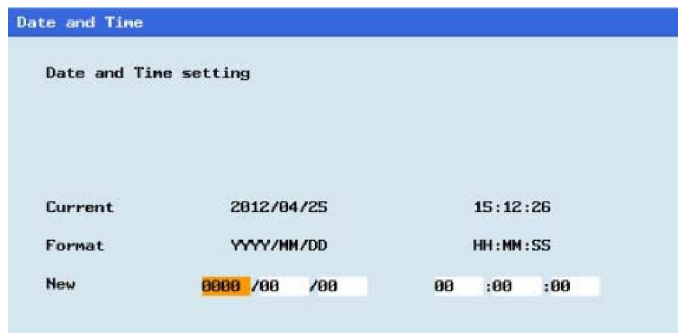 Date and Time
Date and Time setting
Current 2012/04/25 15:12:26
Format YYYY/MM/DD HH:MM:SS
New 0000 /00 /00 00 :00 :00